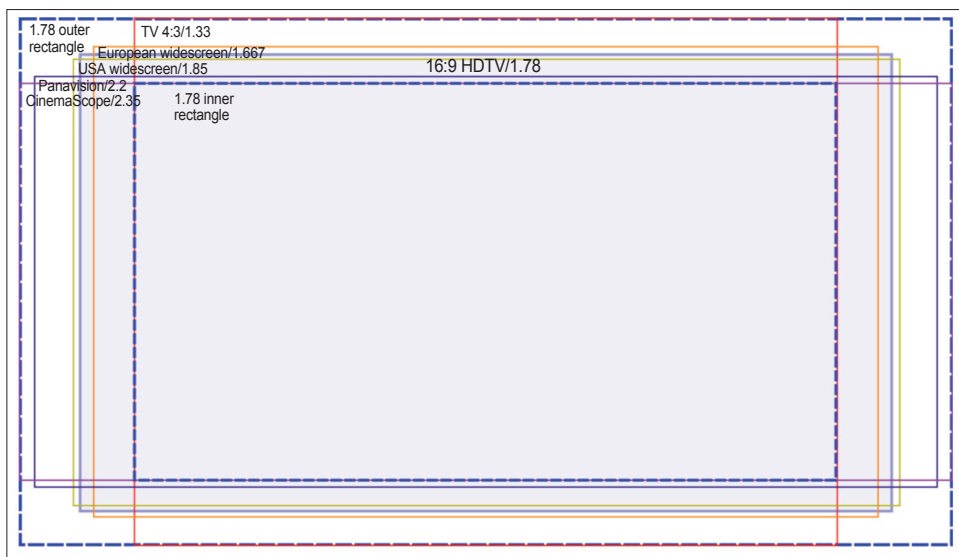 1.78 outer
rectangle
TV 4:3/1.33
European widescreen/1.667
USA widescreen/1.85
16:9 HDTV/1.78
Panavision/2.2
CinemaScope/2.35
1.78 inner
rectangle